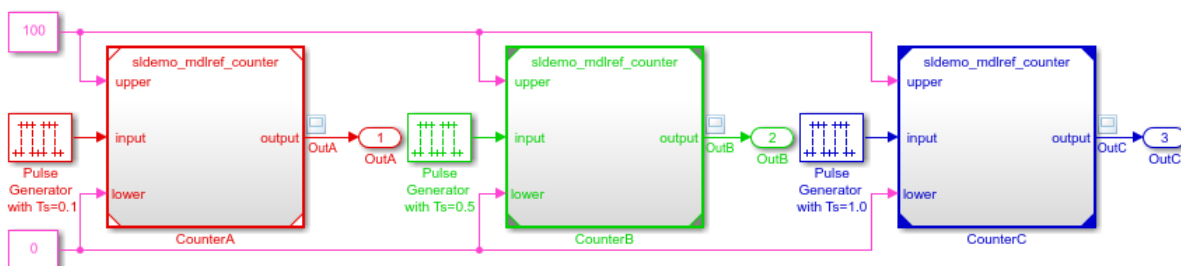 100
sldemo_mdlref_counter
upper
input
output
lower
CounterA
Pulse
Generator
with Ts=0.1
OutA
1
OutA
sldemo_mdlref_counter
upper
input
output
lower
CounterB
Pulse
Generator
with Ts=0.5
OutB
2
OutB
sldemo_mdlref_counter
upper
input
output
lower
CounterC
Pulse
Generator
with Ts=1.0
OutC
3
OutC
0